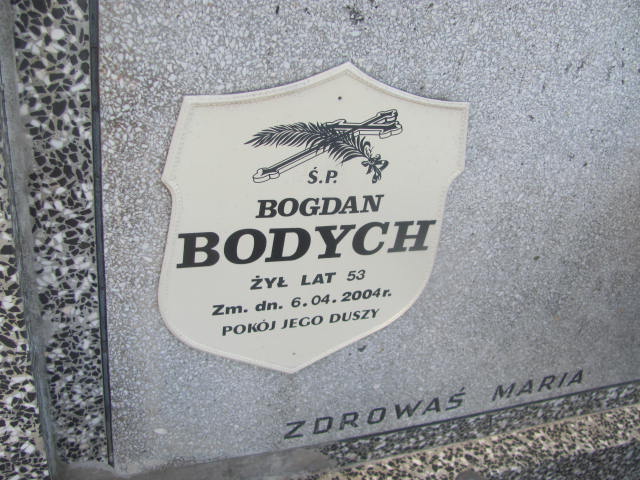 Ś.P.
BOGDAN
BODYCH
ŻYŁ LAT 53
Zm. dn. 6.04.2004r.
POKÓJ JEGO DUSZY
ZDROWAŚ MARIA